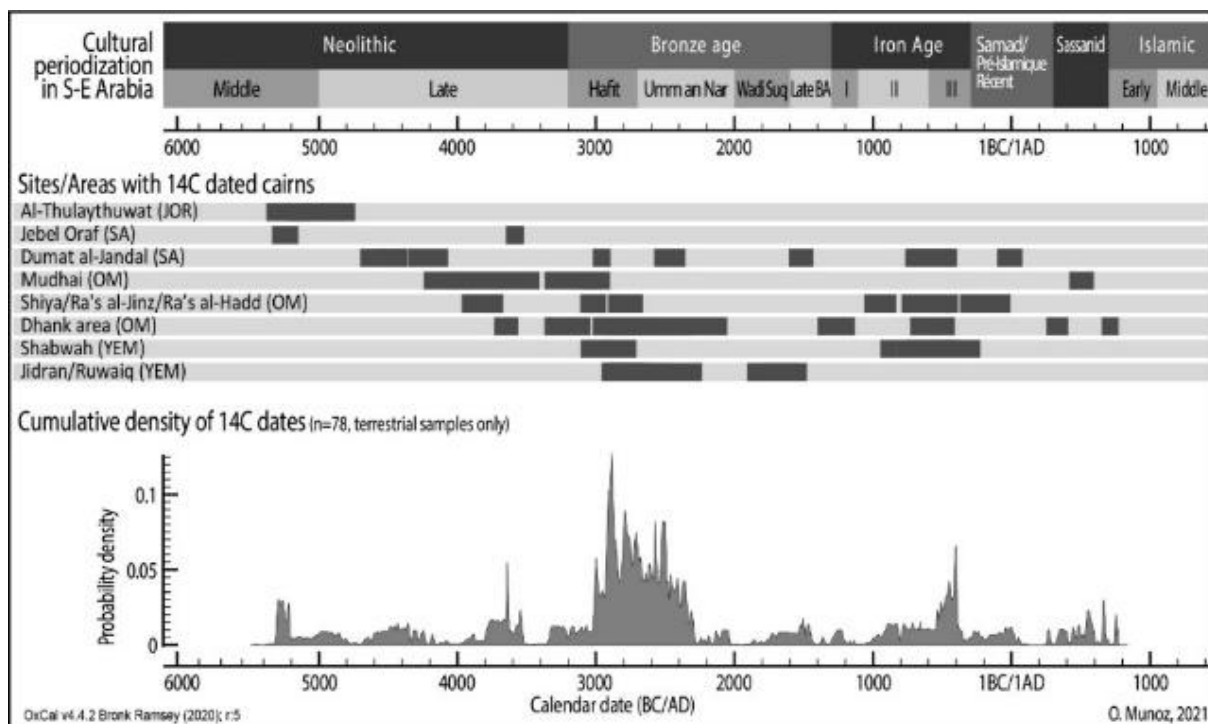 Cultural
periodization
in S-E Arabia
Neolithic
Bronze age
Iron Age
Samad/
Pré-Islamique
Récent
Sassanid
Islamic
Middle
Late
Hafit
Umm an Nar
Wadi Suq
Late BA
I
II
III
Early
Middle
6000 5000 4000 3000 2000 1000 1BC/1AD 1000
Sites/Areas with 14C dated cairns
Al-Thulaythuwat (JOR)
Jebel Oraf (SA)
Dumat al-Jandal (SA)
Mudhai (OM)
Shiya/Ra's al-Jinz/Ra's al-Hadd (OM)
Dhank area (OM)
Shabwah (YEM)
Jidran/Ruwaiq (YEM)
Cumulative density of 14C dates (n=78, terrestrial samples only)
Probability density
0.1
0.05
0
6000 5000 4000 3000 2000 1000 1BC/1AD 1000
Calendar date (BC/AD)
OxCal v4.4.2 Bronk Ramsey (2020); r:5
O. Munoz, 2021